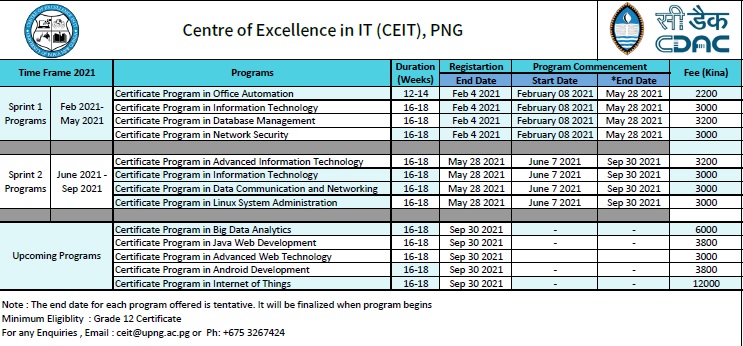 Centre of Excellence in IT (CEIT), PNG
सी डैक
CDAC
Time Frame 2021 Programs Duration (Weeks) Registartion End Date Program Commencement Start Date *End Date Fee (Kina)
Sprint 1 Programs Feb 2021- May 2021
Certificate Program in Office Automation 12-14 Feb 4 2021 February 08 2021 May 28 2021 2200
Certificate Program in Information Technology 16-18 Feb 4 2021 February 08 2021 May 28 2021 3000
Certificate Program in Database Management 16-18 Feb 4 2021 February 08 2021 May 28 2021 3200
Certificate Program in Network Security 16-18 Feb 4 2021 February 08 2021 May 28 2021 3000
Sprint 2 Programs June 2021 - Sep 2021
Certificate Program in Advanced Information Technology 16-18 May 28 2021 June 7 2021 Sep 30 2021 3200
Certificate Program in Information Technology 16-18 May 28 2021 June 7 2021 Sep 30 2021 3000
Certificate Program in Data Communication and Networking 16-18 May 28 2021 June 7 2021 Sep 30 2021 3000
Certificate Program in Linux System Administration 16-18 May 28 2021 June 7 2021 Sep 30 2021 3000
Upcoming Programs
Certificate Program in Big Data Analytics 16-18 Sep 30 2021 - - 6000
Certificate Program in Java Web Development 16-18 Sep 30 2021 - - 3800
Certificate Program in Advanced Web Technology 16-18 Sep 30 2021 3000
Certificate Program in Android Development 16-18 Sep 30 2021 - - 3800
Certificate Program in Internet of Things 16-18 Sep 30 2021 - - 12000
Note : The end date for each program offered is tentative. It will be finalized when program begins
Minimum Eligiblity : Grade 12 Certificate
For any Enquiries , Email : ceit@upng.ac.pg or Ph: +675 3267424